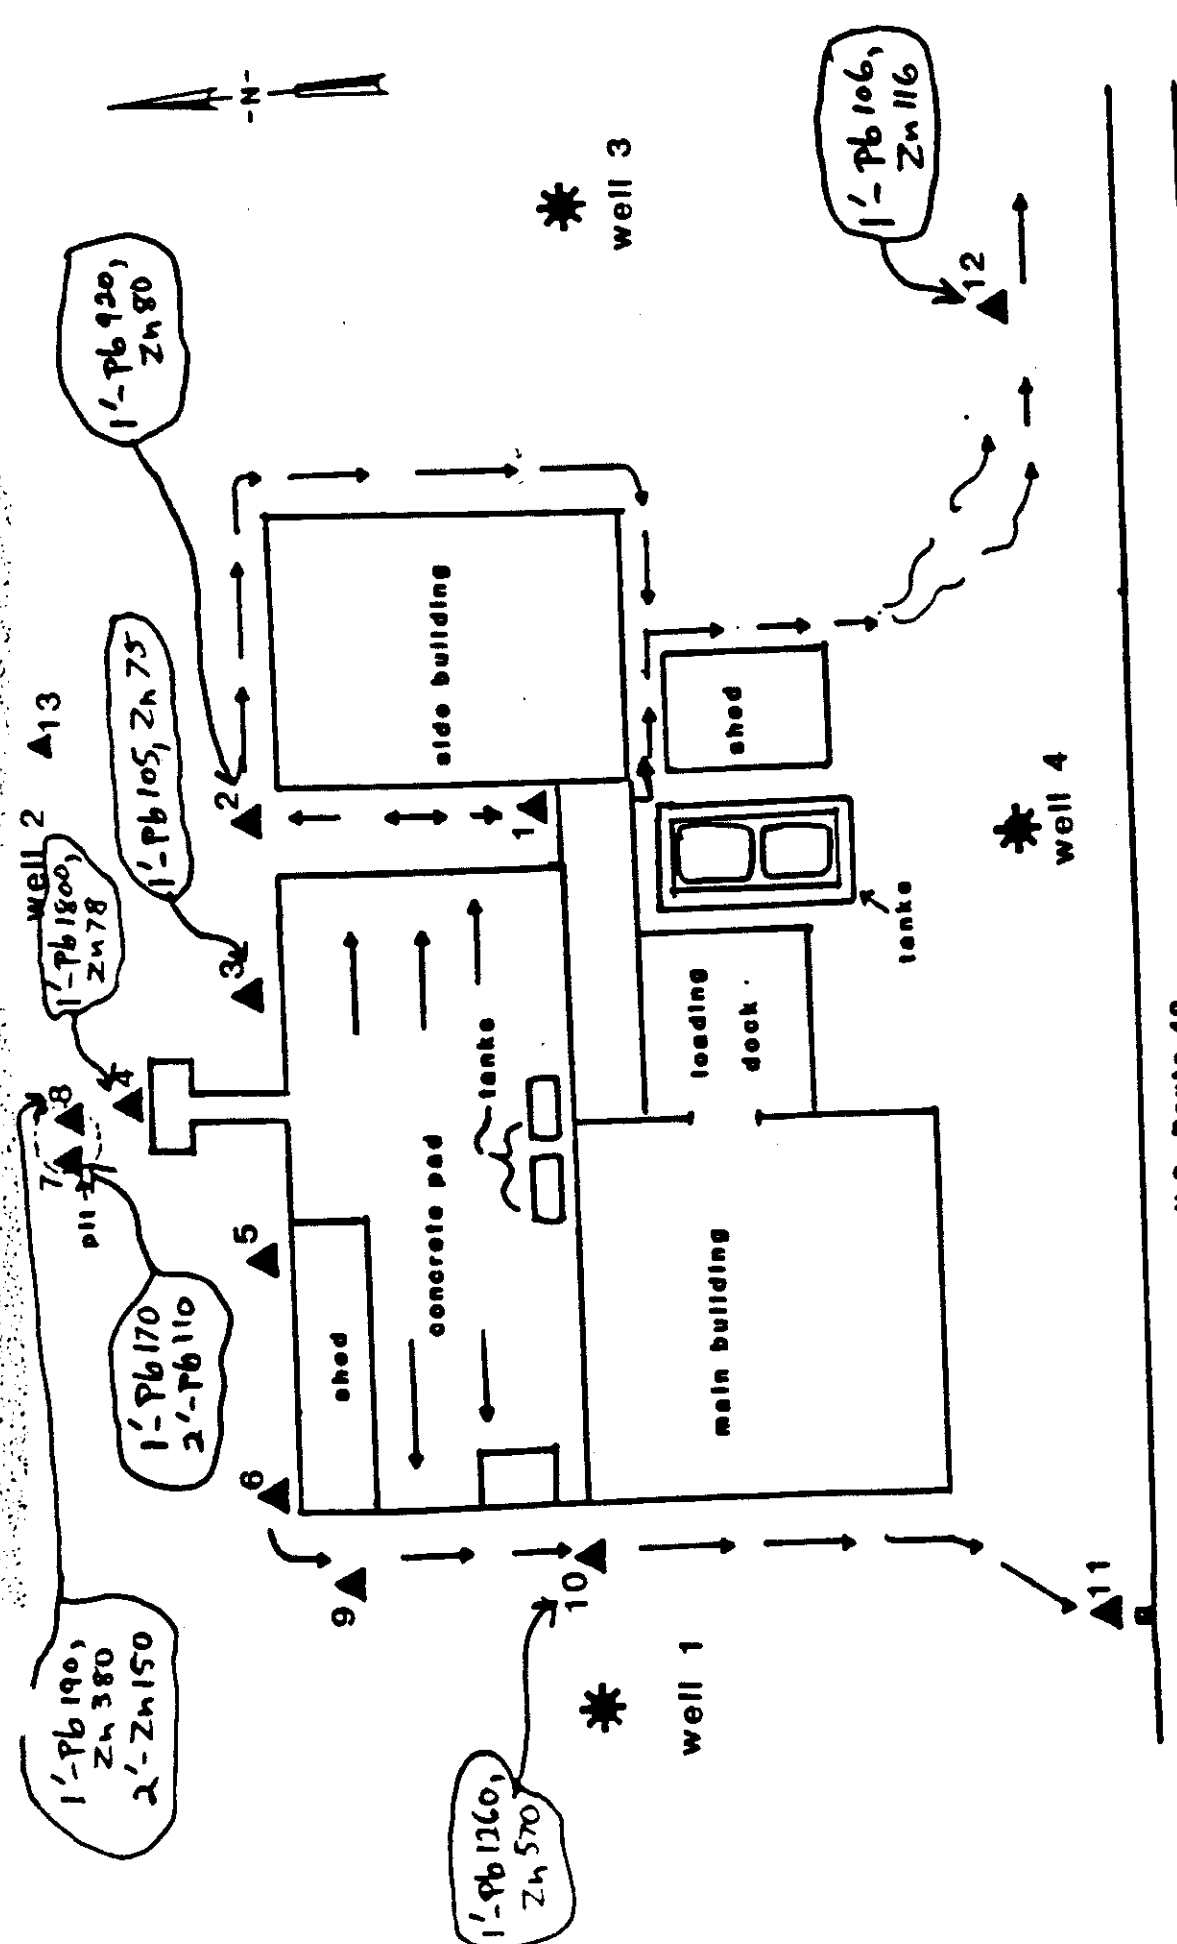 -N-
1'-Pb 106,
Zn 116
well 3
12
1'-Pb 920,
Zn 80
13
well 2
1'-Pb 105, Zn 75
1'-Pb 1800,
Zn 78
2
3
4
8
7
pit
5
6
1
side building
shed
tanks
well 4
tanks
loading
dock
concrete pad
shed
main building
1'-Pb 170
2'-Pb 110
1'-Pb 190,
Zn 380
2'-Zn 150
9
10
11
1'-Pb 1260,
Zn 570
well 1